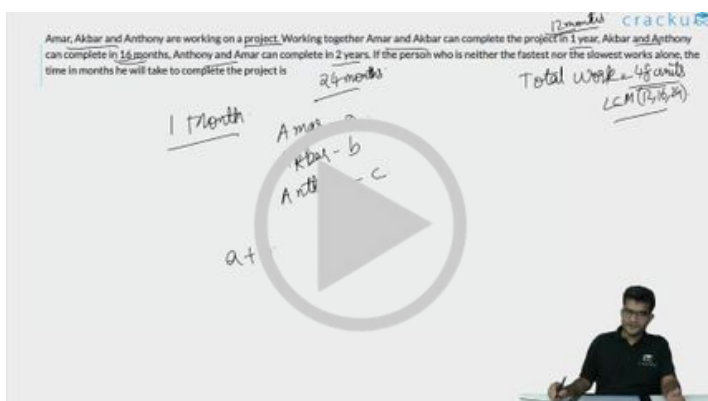 12 months
cracku
Amar, Akbar and Anthony are working on a project. Working together Amar and Akbar can complete the project in 1 year, Akbar and Anthony
can complete in 16 months, Anthony and Amar can complete in 2 years. If the person who is neither the fastest nor the slowest works alone, the
time in months he will take to complete the project is
24 months
Total Work = 48 units
LCM (12,16,24)
1 Month
Amar - a
kbar - b
Anth - c
a +